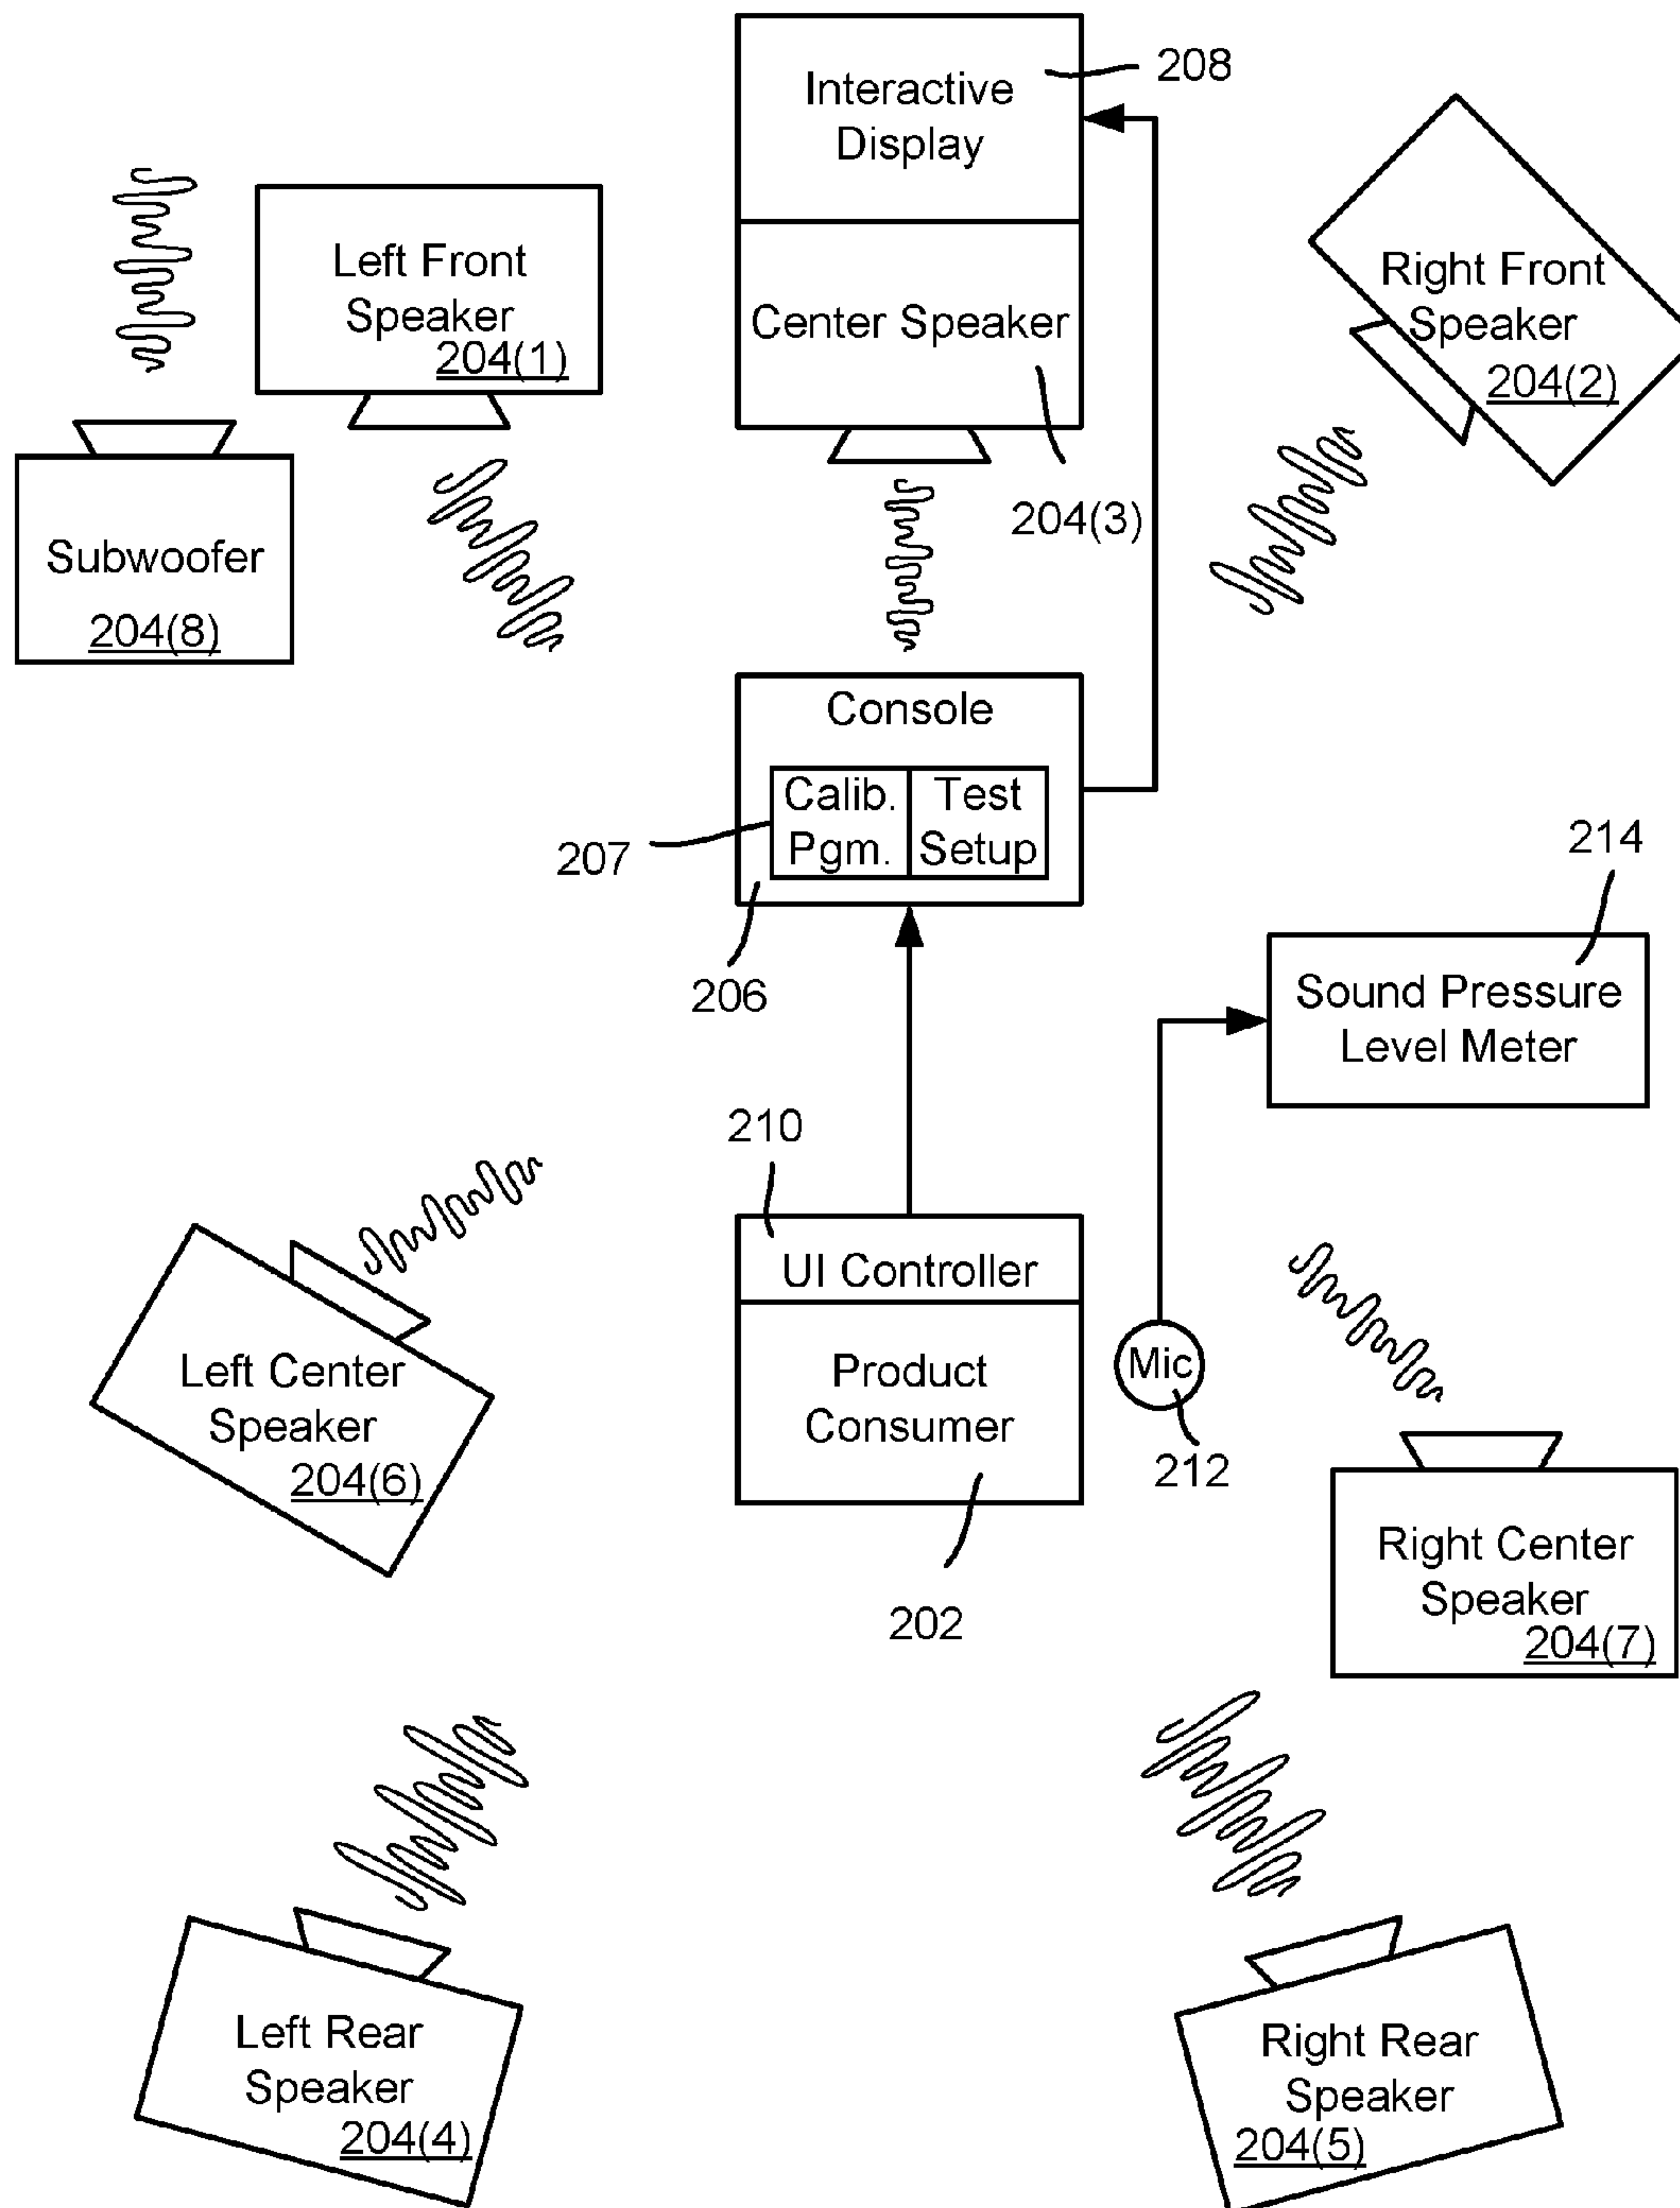 Interactive
Display
208
Left Front
Speaker
204(1)
Center Speaker
204(3)
Right Front
Speaker
204(2)
Subwoofer
204(8)
Console
Calib.
Pgm.
Test
Setup
207
206
214
Sound Pressure
Level Meter
210
UI Controller
Product
Consumer
202
Mic
212
Left Center
Speaker
204(6)
Right Center
Speaker
204(7)
Left Rear
Speaker
204(4)
Right Rear
Speaker
204(5)